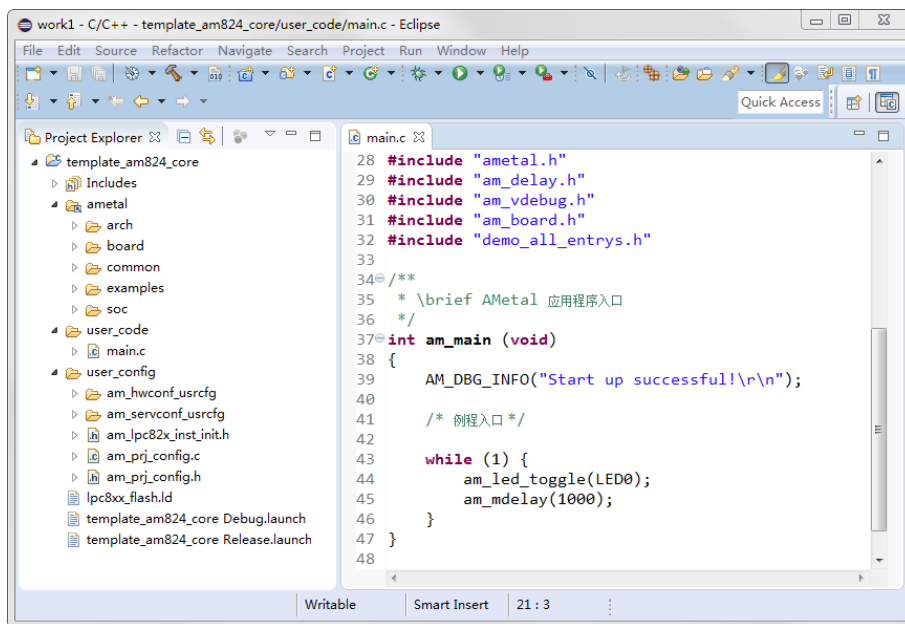 work1 - C/C++ - template_am824_core/user_code/main.c - Eclipse
File Edit Source Refactor Navigate Search Project Run Window Help
Quick Access
Project Explorer
template_am824_core
Includes
ametal
arch
board
common
examples
soc
user_code
main.c
user_config
am_hwconf_usrcfg
am_servconf_usrcfg
am_lpc82x_inst_init.h
am_prj_config.c
am_prj_config.h
lpc8xx_flash.ld
template_am824_core Debug.launch
template_am824_core Release.launch
main.c
28 #include "ametal.h"
29 #include "am_delay.h"
30 #include "am_vdebug.h"
31 #include "am_board.h"
32 #include "demo_all_entrys.h"
33
34 /**
35  * \brief AMetal 应用程序入口
36  */
37 int am_main (void)
38 {
39     AM_DBG_INFO("Start up successful!\r\n");
40
41     /* 例程入口 */
42
43     while (1) {
44         am_led_toggle(LED0);
45         am_mdelay(1000);
46     }
47 }
48
Writable Smart Insert 21 : 3